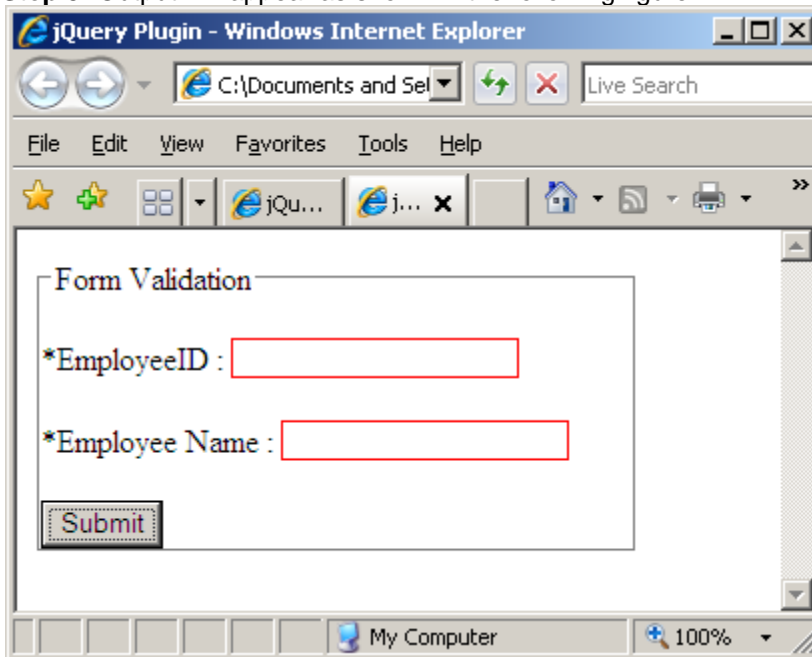 jQuery Plugin - Windows Internet Explorer
C:\Documents and Set
Live Search
File Edit View Favorites Tools Help
jQu... j...
Form Validation
*EmployeeID :
*Employee Name :
Submit
My Computer 100%